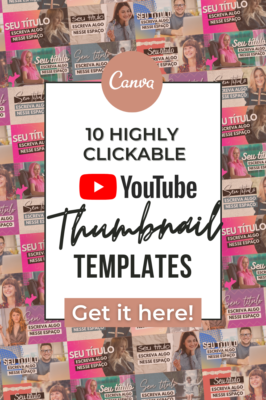 Canva
10 HIGHLY
CLICKABLE
YouTube
Thumbnail
TEMPLATES
Get it here!
SEU TÍTULO
ESCREVA ALGO
NESSE ESPAÇO